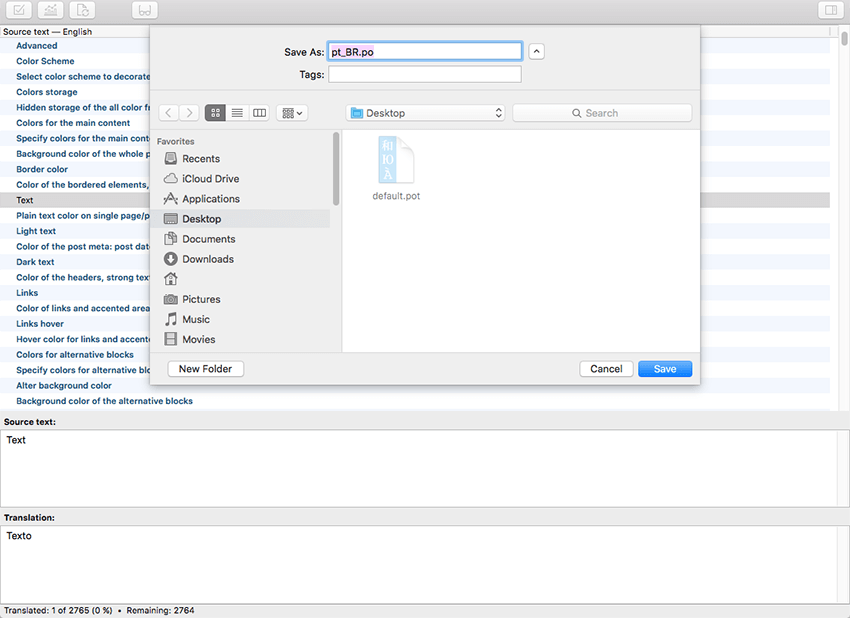 Source text — English
Advanced
Color Scheme
Select color scheme to decorate
Colors storage
Hidden storage of the all color f
Colors for the main content
Specify colors for the main cont
Background color of the whole p
Border color
Color of the bordered elements,
Text
Plain text color on single page/p
Light text
Color of the post meta: post dat
Dark text
Color of the headers, strong tex
Links
Color of links and accented area
Links hover
Hover color for links and accent
Colors for alternative blocks
Specify colors for alternative blo
Alter background color
Background color of the alternative blocks
Save As: pt_BR.po
Tags:
Desktop
Search
Favorites
Recents
iCloud Drive
Applications
Desktop
Documents
Downloads
Pictures
Music
Movies
default.pot
New Folder
Cancel
Save
Source text:
Text
Translation:
Texto
Translated: 1 of 2765 (0 %) • Remaining: 2764